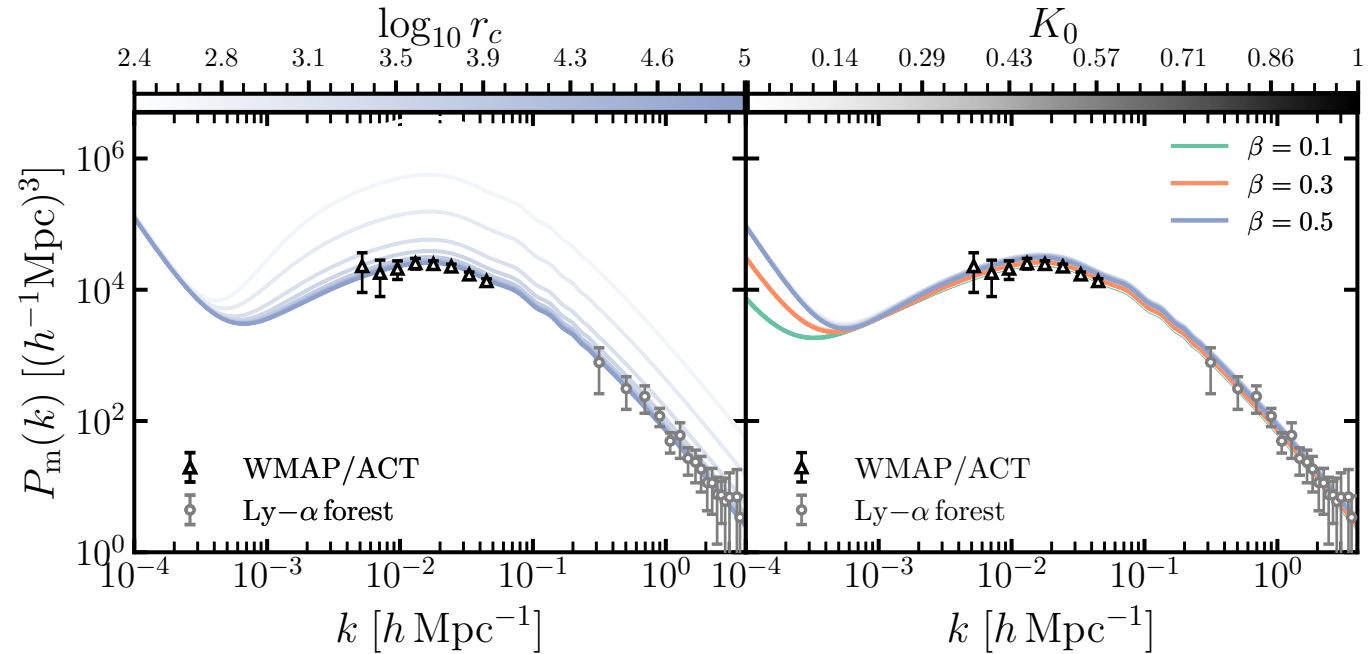 log₁₀ r_c
K₀
2.4 2.8 3.1 3.5 3.9 4.3 4.6 5 0.14 0.29 0.43 0.57 0.71 0.86 1
β = 0.1
β = 0.3
β = 0.5
P_m(k) [(h⁻¹Mpc)³]
10⁶
10⁴
10²
10⁰
WMAP/ACT
Ly−α forest
WMAP/ACT
Ly−α forest
10⁻⁴ 10⁻³ 10⁻² 10⁻¹ 10⁰ 10⁻⁴ 10⁻³ 10⁻² 10⁻¹ 10⁰
k [h Mpc⁻¹]
k [h Mpc⁻¹]